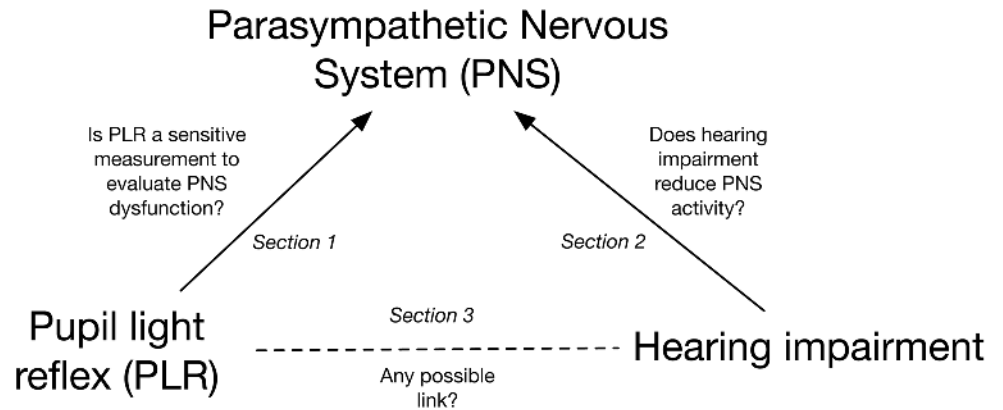 Parasympathetic Nervous
System (PNS)
Is PLR a sensitive
measurement to
evaluate PNS
dysfunction?
Does hearing
impairment
reduce PNS
activity?
Section 1
Section 2
Pupil light
reflex (PLR)
Section 3
Any possible
link?
Hearing impairment